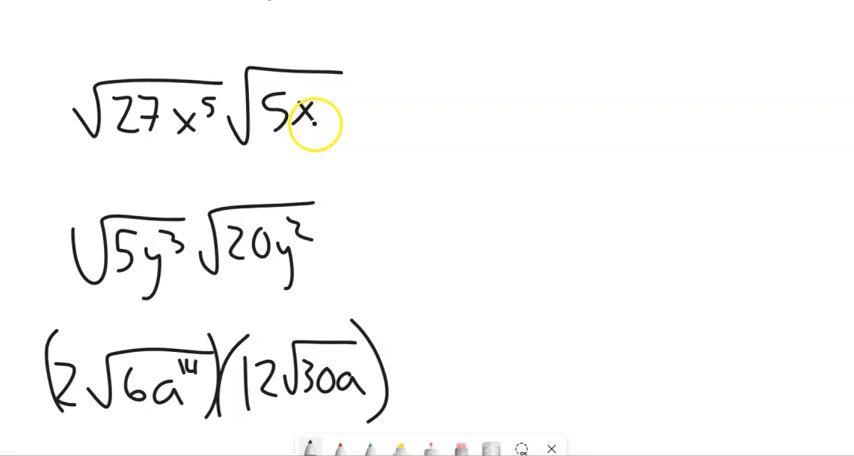 √27x⁵ √5x
√5y³ √20y²
(2√6a¹⁴)(12√30a)